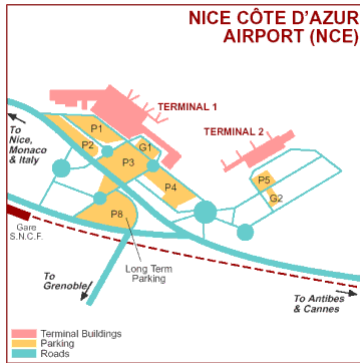 NICE CÔTE D'AZUR
AIRPORT (NCE)
TERMINAL 1
TERMINAL 2
To
Nice,
Monaco
& Italy
P1
P2
G1
P3
P4
P5
G2
P8
Gare
S.N.C.F.
Long Term
Parking
To
Grenoble
To Antibes
& Cannes
Terminal Buildings
Parking
Roads